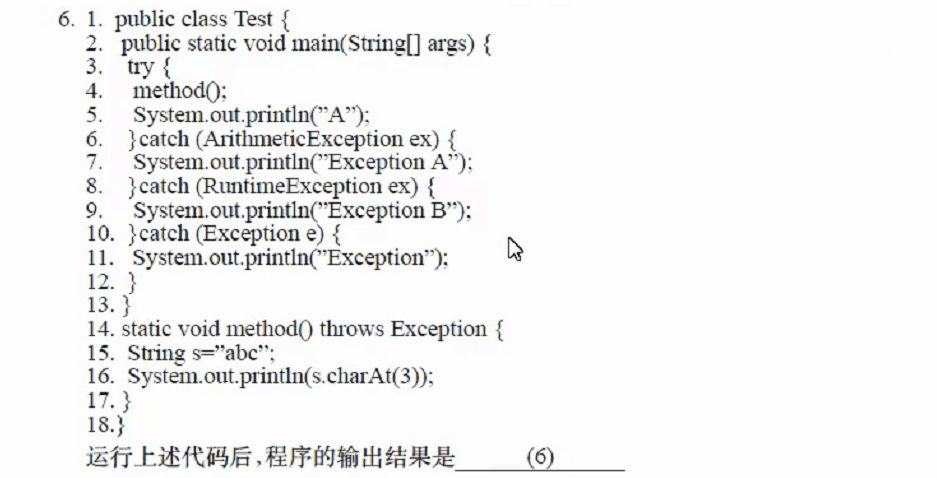 6. 1. public class Test {
2. public static void main(String[] args) {
3. try {
4. method();
5. System.out.println(”A”);
6. }catch (ArithmeticException ex) {
7. System.out.println(”Exception A”);
8. }catch (RuntimeException ex) {
9. System.out.println(”Exception B”);
10. }catch (Exception e) {
11. System.out.println(”Exception”);
12. }
13. }
14. static void method() throws Exception {
15. String s=”abc”;
16. System.out.println(s.charAt(3));
17. }
18.}
运行上述代码后,程序的输出结果是______(6)______